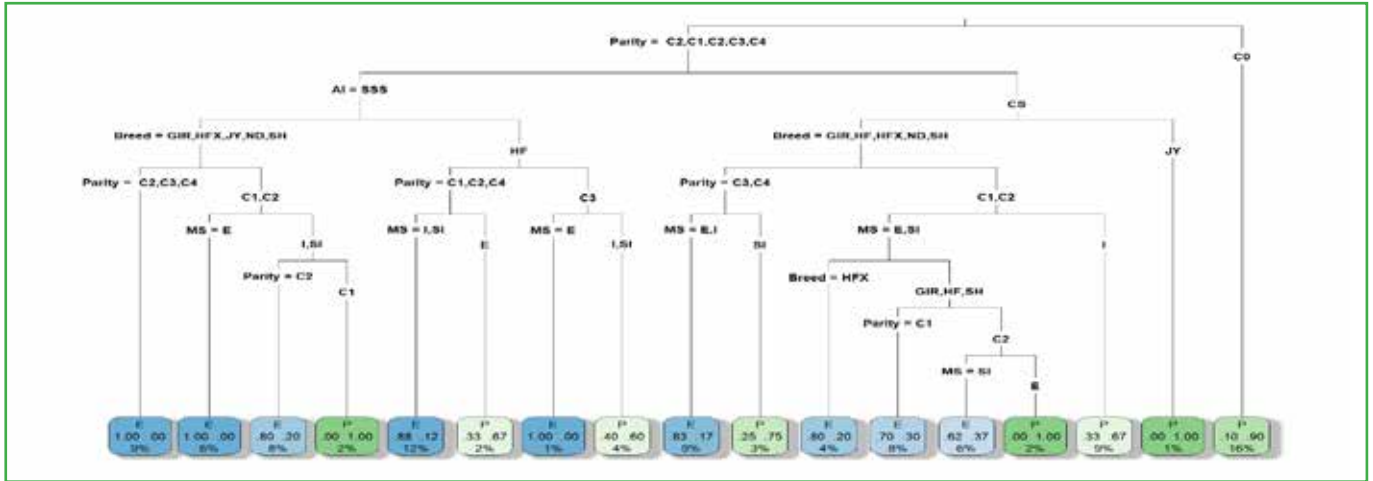 Parity = C2,C1,C2,C3,C4
C0
AI = SSS
CS
Breed = GIR,HFX,JY,ND,SH
HF
Breed = GIR,HF,HFX,ND,SH
JY
Parity = C2,C3,C4
C1,C2
Parity = C1,C2,C4
C3
Parity = C3,C4
C1,C2
MS = E
I,SI
MS = I,SI
E
MS = E
I,SI
MS = E,I
SI
MS = E,SI
I
Parity = C2
C1
Breed = HFX
GIR,HF,SH
Parity = C1
C2
MS = SI
E
E E E P E P E P E P E E E P P P P
1.00 .00 1.00 .00 .80 .20 .00 1.00 .88 .12 .33 .67 1.00 .00 .40 .60 .83 .17 .25 .75 .80 .20 .70 .30 .62 .37 .00 1.00 .33 .67 .00 1.00 .10 .90
9% 6% 8% 2% 12% 2% 1% 4% 9% 3% 4% 8% 6% 2% 9% 1% 16%